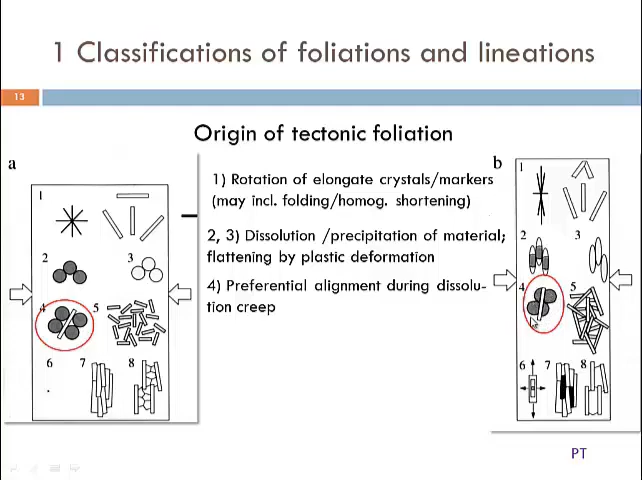 1 Classifications of foliations and lineations
13
Origin of tectonic foliation
a
1
2
3
4
5
6
7
8
1) Rotation of elongate crystals/markers
(may incl. folding/homog. shortening)
2, 3) Dissolution /precipitation of material;
flattening by plastic deformation
4) Preferential alignment during dissolu-
tion creep
b
1
2
3
4
5
6
7
8
PT